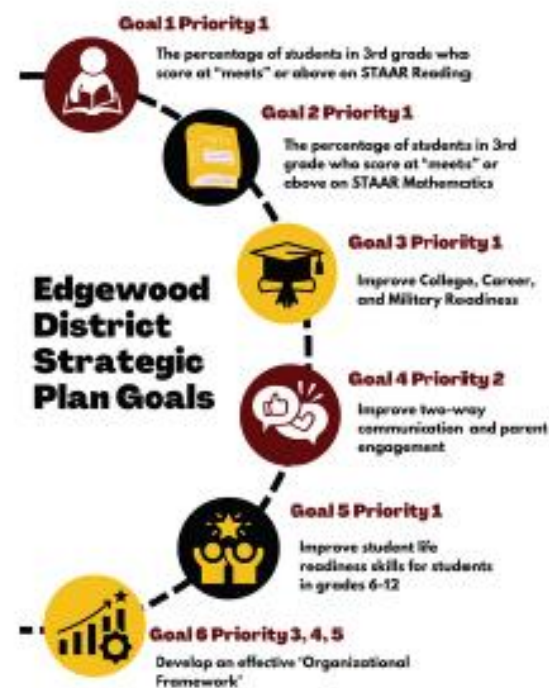 Goal 1 Priority 1
The percentage of students in 3rd grade who
score at "meets" or above on STAAR Reading
Goal 2 Priority 1
The percentage of students in 3rd
grade who score at "meets" or
above on STAAR Mathematics
Goal 3 Priority 1
Improve College, Career,
and Military Readiness
Edgewood
District
Strategic
Plan Goals
Goal 4 Priority 2
Improve two-way
communication and parent
engagement
Goal 5 Priority 1
Improve student life
readiness skills for students
in grades 6-12
Goal 6 Priority 3, 4, 5
Develop an effective 'Organizational
Framework'